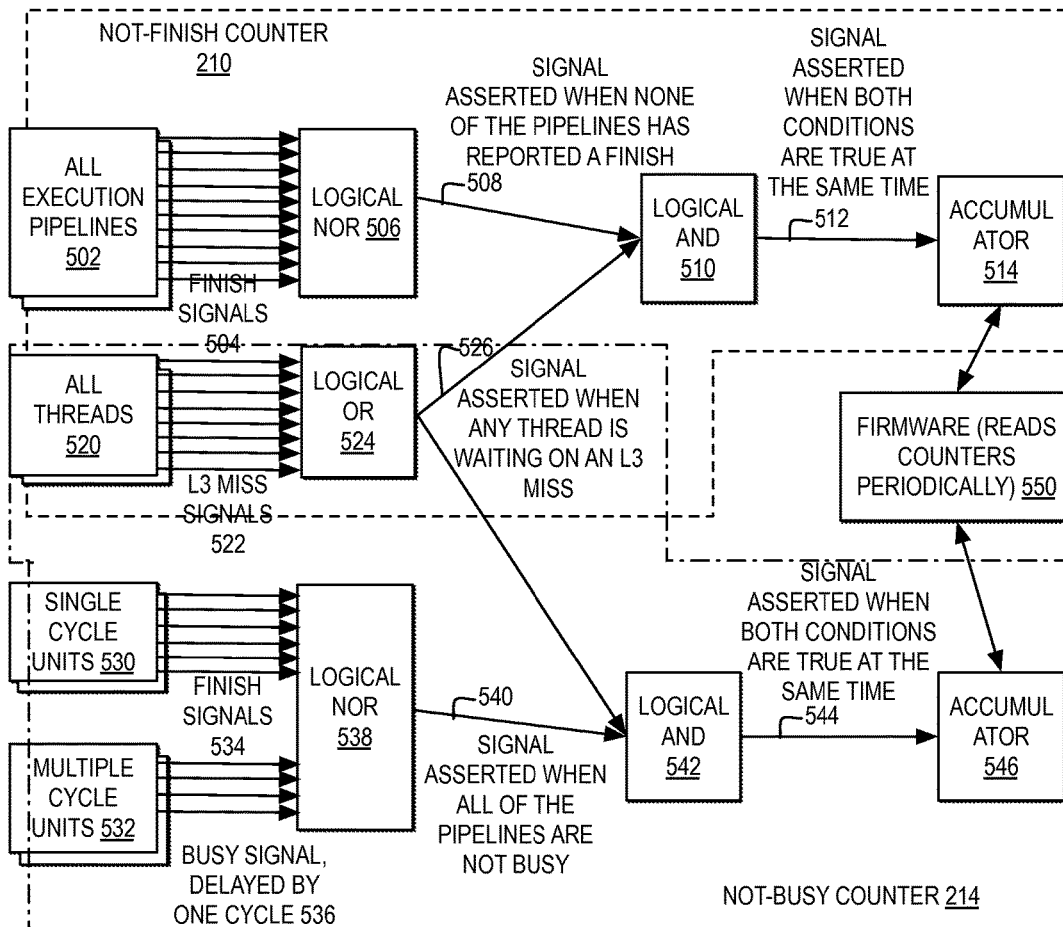 NOT-FINISH COUNTER
210
SIGNAL
ASSERTED WHEN NONE
OF THE PIPELINES HAS
REPORTED A FINISH
508
SIGNAL
ASSERTED
WHEN BOTH
CONDITIONS
ARE TRUE AT
THE SAME TIME
512
ALL
EXECUTION
PIPELINES
502
FINISH
SIGNALS
504
LOGICAL
NOR 506
LOGICAL
AND
510
ACCUMUL
ATOR
514
ALL
THREADS
520
L3 MISS
SIGNALS
522
LOGICAL
OR
524
526
SIGNAL
ASSERTED WHEN
ANY THREAD IS
WAITING ON AN L3
MISS
FIRMWARE (READS
COUNTERS
PERIODICALLY) 550
SINGLE
CYCLE
UNITS 530
FINISH
SIGNALS
534
MULTIPLE
CYCLE
UNITS 532
BUSY SIGNAL,
DELAYED BY
ONE CYCLE 536
LOGICAL
NOR
538
540
SIGNAL
ASSERTED WHEN
ALL OF THE
PIPELINES ARE
NOT BUSY
LOGICAL
AND
542
SIGNAL
ASSERTED WHEN
BOTH CONDITIONS
ARE TRUE AT THE
SAME TIME
544
ACCUMUL
ATOR
546
NOT-BUSY COUNTER 214